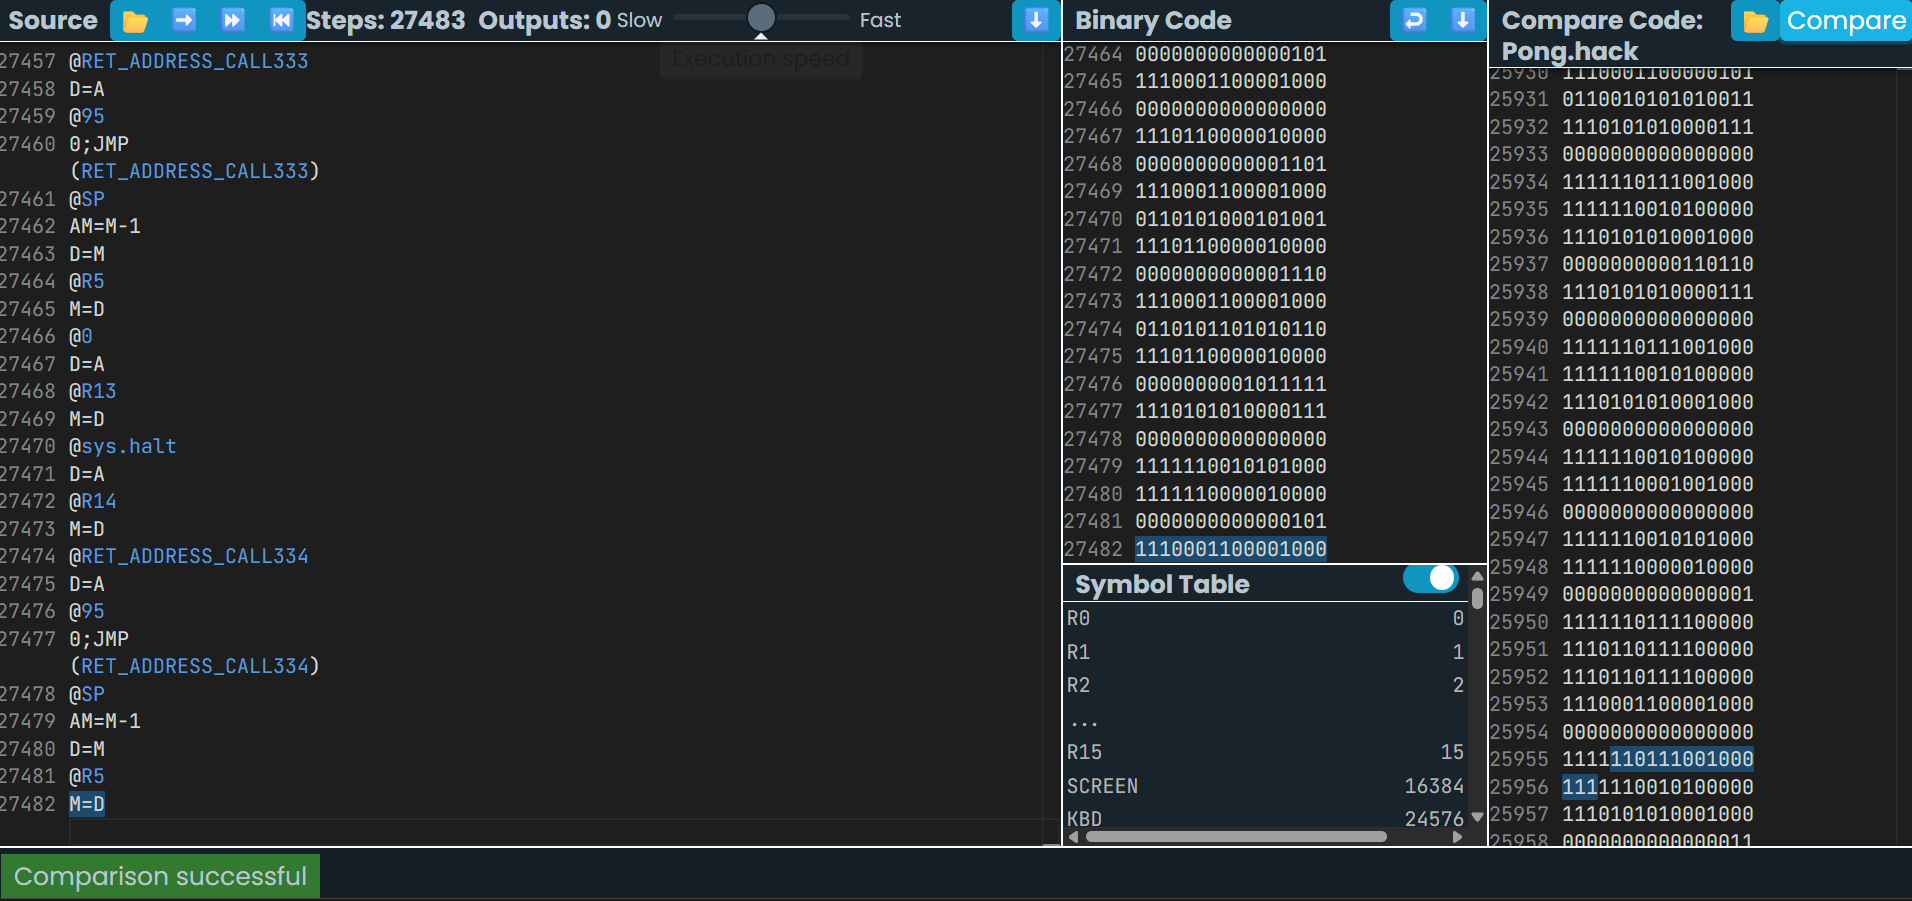 Source Steps: 27483 Outputs: 0 Slow Fast
Execution speed
27457 @RET_ADDRESS_CALL333
27458 D=A
27459 @95
27460 0;JMP
(RET_ADDRESS_CALL333)
27461 @SP
27462 AM=M-1
27463 D=M
27464 @R5
27465 M=D
27466 @0
27467 D=A
27468 @R13
27469 M=D
27470 @sys.halt
27471 D=A
27472 @R14
27473 M=D
27474 @RET_ADDRESS_CALL334
27475 D=A
27476 @95
27477 0;JMP
(RET_ADDRESS_CALL334)
27478 @SP
27479 AM=M-1
27480 D=M
27481 @R5
27482 M=D
Binary Code
27464 0000000000000101
27465 1110001100001000
27466 0000000000000000
27467 1110110000010000
27468 0000000000001101
27469 1110001100001000
27470 0110101000101001
27471 1110110000010000
27472 0000000000001110
27473 1110001100001000
27474 0110101101010110
27475 1110110000010000
27476 0000000001011111
27477 1110101010000111
27478 0000000000000000
27479 1111110010101000
27480 1111110000010000
27481 0000000000000101
27482 1110001100001000
Symbol Table
R0 0
R1 1
R2 2
...
R15 15
SCREEN 16384
KBD 24576
Compare Code: Compare
Pong.hack
25930 1110001100000101
25931 0110010101010011
25932 1110101010000111
25933 0000000000000000
25934 1111110111001000
25935 1111110010100000
25936 1110101010001000
25937 0000000000110110
25938 1110101010000111
25939 0000000000000000
25940 1111110111001000
25941 1111110010100000
25942 1110101010001000
25943 0000000000000000
25944 1111110010100000
25945 1111110001001000
25946 0000000000000000
25947 1111110010101000
25948 1111110000010000
25949 0000000000000001
25950 1111110111100000
25951 1110110111100000
25952 1110110111100000
25953 1110001100001000
25954 0000000000000000
25955 1111110111001000
25956 1111110010100000
25957 1110101010001000
25958 0000000000000011
Comparison successful